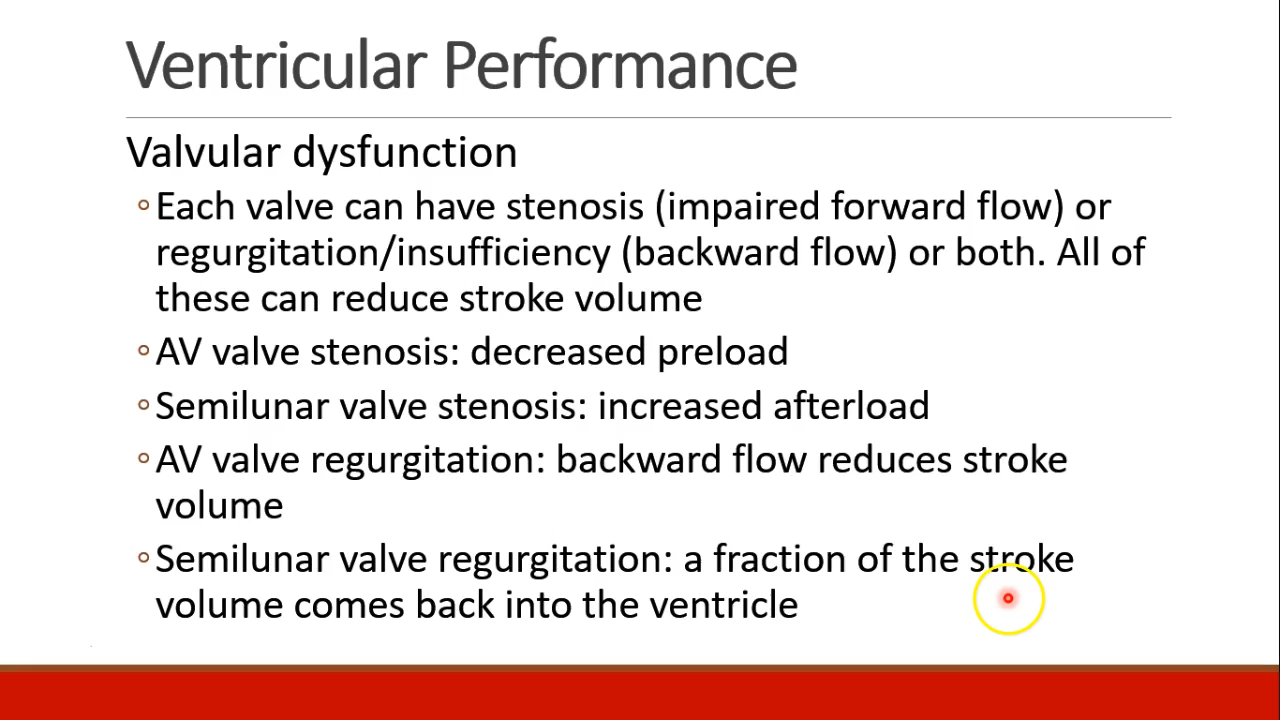 Ventricular Performance
Valvular dysfunction
◦Each valve can have stenosis (impaired forward flow) or
regurgitation/insufficiency (backward flow) or both. All of
these can reduce stroke volume
◦AV valve stenosis: decreased preload
◦Semilunar valve stenosis: increased afterload
◦AV valve regurgitation: backward flow reduces stroke
volume
◦Semilunar valve regurgitation: a fraction of the stroke
volume comes back into the ventricle